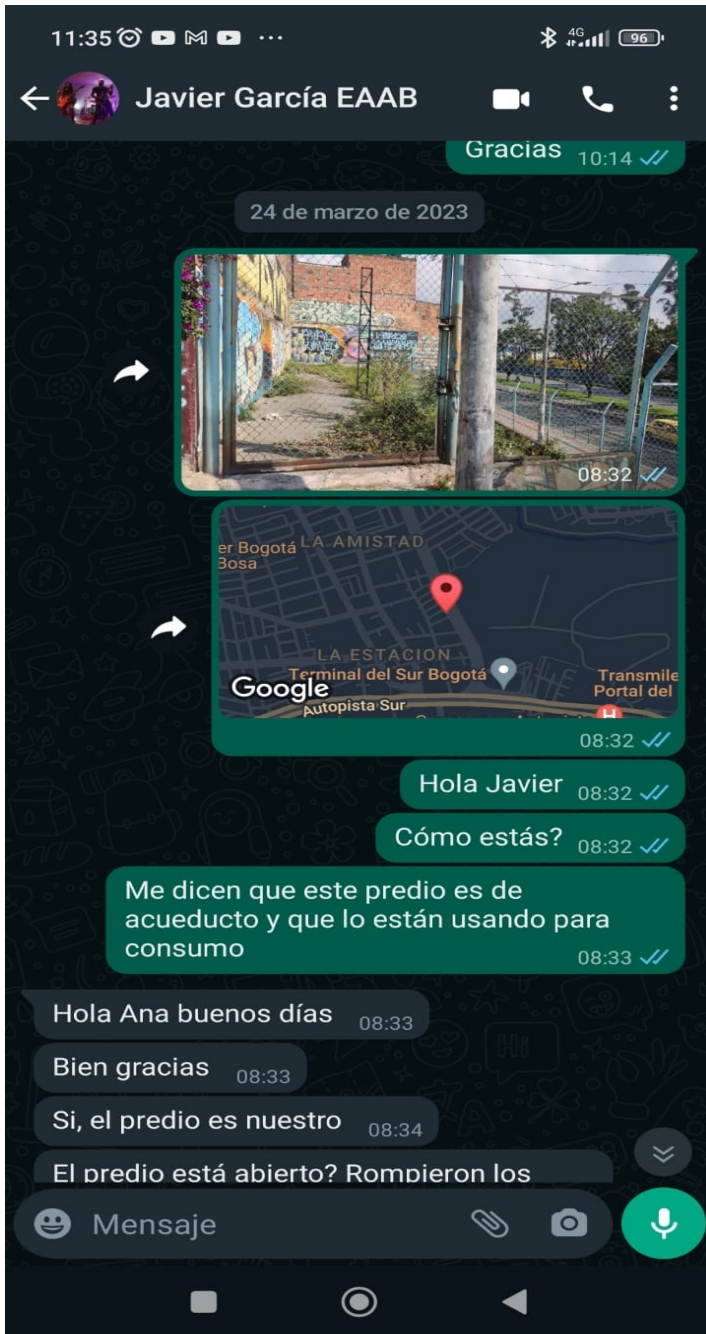 11:35
4G
96
Javier García EAAB
Gracias 10:14
24 de marzo de 2023
08:32
er Bogotá
Bosa
LA AMISTAD
LA ESTACION
Terminal del Sur Bogotá
Google
Autopista Sur
Transmile
Portal del
H
08:32
Hola Javier 08:32
Cómo estás? 08:32
Me dicen que este predio es de
acueducto y que lo están usando para
consumo
08:33
Hola Ana buenos días 08:33
Bien gracias 08:33
Si, el predio es nuestro 08:34
El predio está abierto? Rompieron los
Mensaje